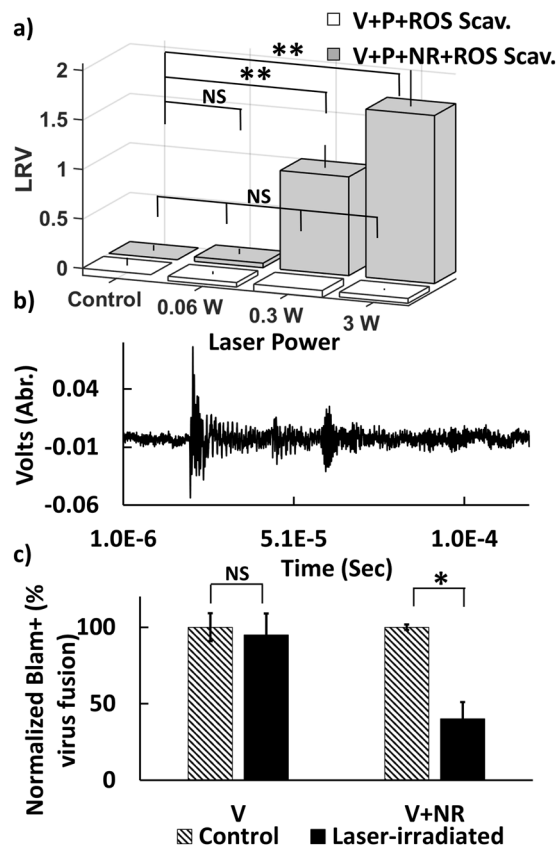 a)
V+P+ROS Scav.
V+P+NR+ROS Scav.
**
**
NS
NS
2
1.5
1
0.5
0
LRV
Control
0.06 W
0.3 W
3 W
Laser Power
b)
0.04
-0.01
-0.06
Volts (Abr.)
1.0E-6
5.1E-5
1.0E-4
Time (Sec)
c)
NS
*
100
50
0
Normalized Blam+ (%
virus fusion)
V
V+NR
Control
Laser-irradiated